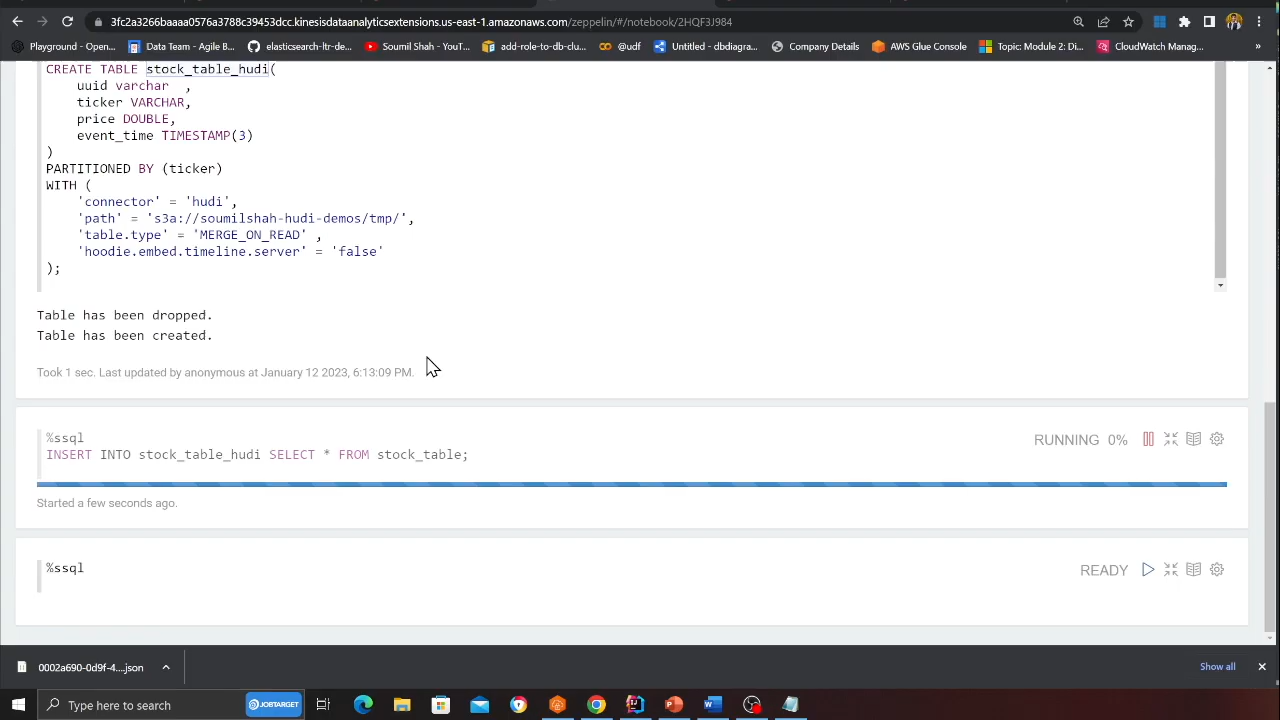 3fc2a3266baaaa0576a3788c39453dcc.kinesisdataanalyticsextensions.us-east-1.amazonaws.com/zeppelin/#/notebook/2HQF3J984
Playground - Open...
Data Team - Agile B...
elasticsearch-ltr-de...
Soumil Shah - YouT...
add-role-to-db-clu...
@udf
Untitled - dbdiagra...
Company Details
AWS Glue Console
Topic: Module 2: Di...
CloudWatch Manag...
»
CREATE TABLE stock_table_hudi(
uuid varchar ,
ticker VARCHAR,
price DOUBLE,
event_time TIMESTAMP(3)
)
PARTITIONED BY (ticker)
WITH (
'connector' = 'hudi',
'path' = 's3a://soumilshah-hudi-demos/tmp/',
'table.type' = 'MERGE_ON_READ' ,
'hoodie.embed.timeline.server' = 'false'
);
Table has been dropped.
Table has been created.
Took 1 sec. Last updated by anonymous at January 12 2023, 6:13:09 PM.
%ssql
RUNNING 0%
INSERT INTO stock_table_hudi SELECT * FROM stock_table;
Started a few seconds ago.
%ssql
READY
0002a690-0d9f-4....json
Show all
Type here to search
JOBTARGET